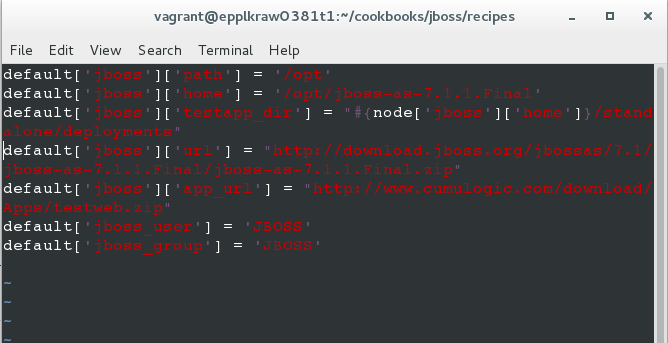 vagrant@epplkraw0381t1:~/cookbooks/jboss/recipes
File Edit View Search Terminal Help
default['jboss']['path'] = '/opt'
default['jboss']['home'] = '/opt/jboss-as-7.1.1.Final'
default['jboss']['testapp_dir'] = "#{node['jboss']['home']}/stand
alone/deployments"
default['jboss']['url'] = "http://download.jboss.org/jbossas/7.1/
jboss-as-7.1.1.Final/jboss-as-7.1.1.Final.zip"
default['jboss']['app_url'] = "http://www.cumulogic.com/download/
Apps/testweb.zip"
default['jboss_user'] = 'JBOSS'
default['jboss_group'] = 'JBOSS'
~
~
~
~